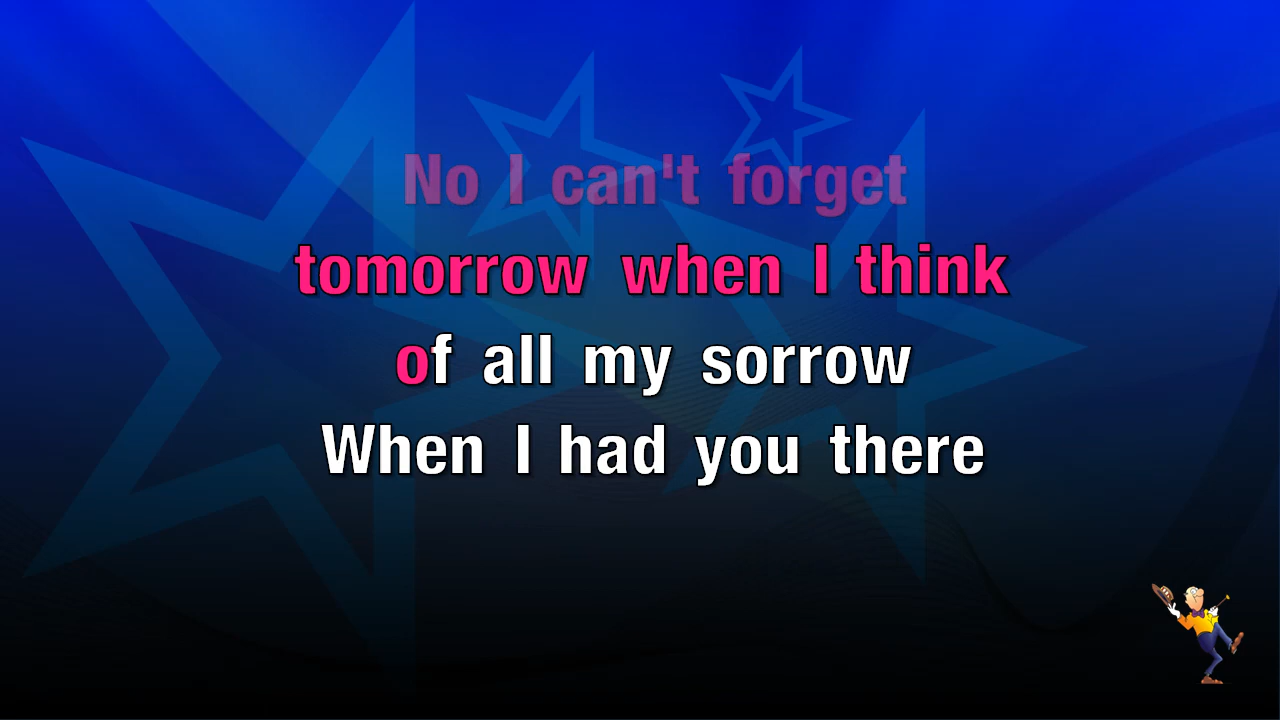 No I can't forget
tomorrow when I think
of all my sorrow
When I had you there